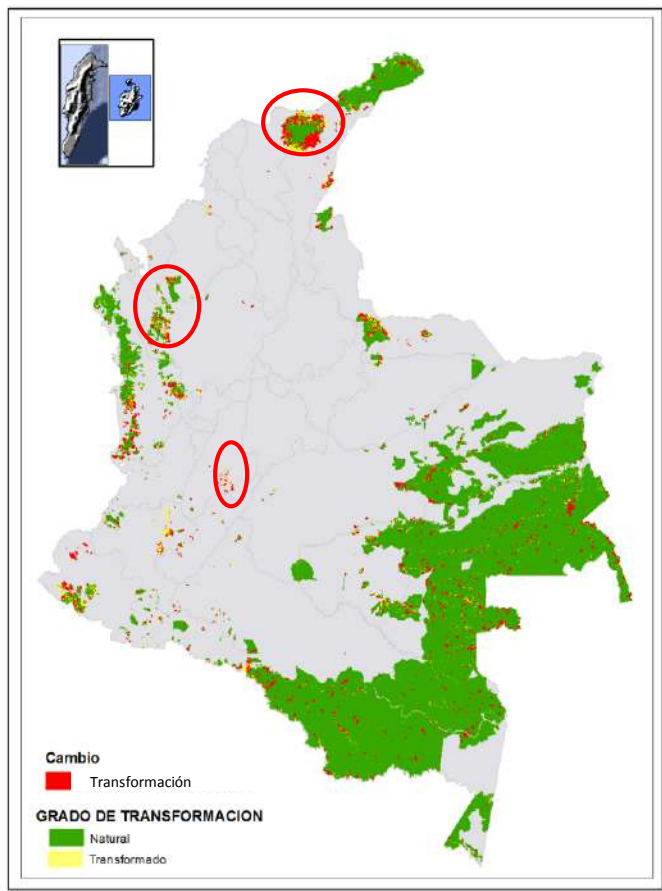 Cambio
Transformación
GRADO DE TRANSFORMACION
Natural
Transformado